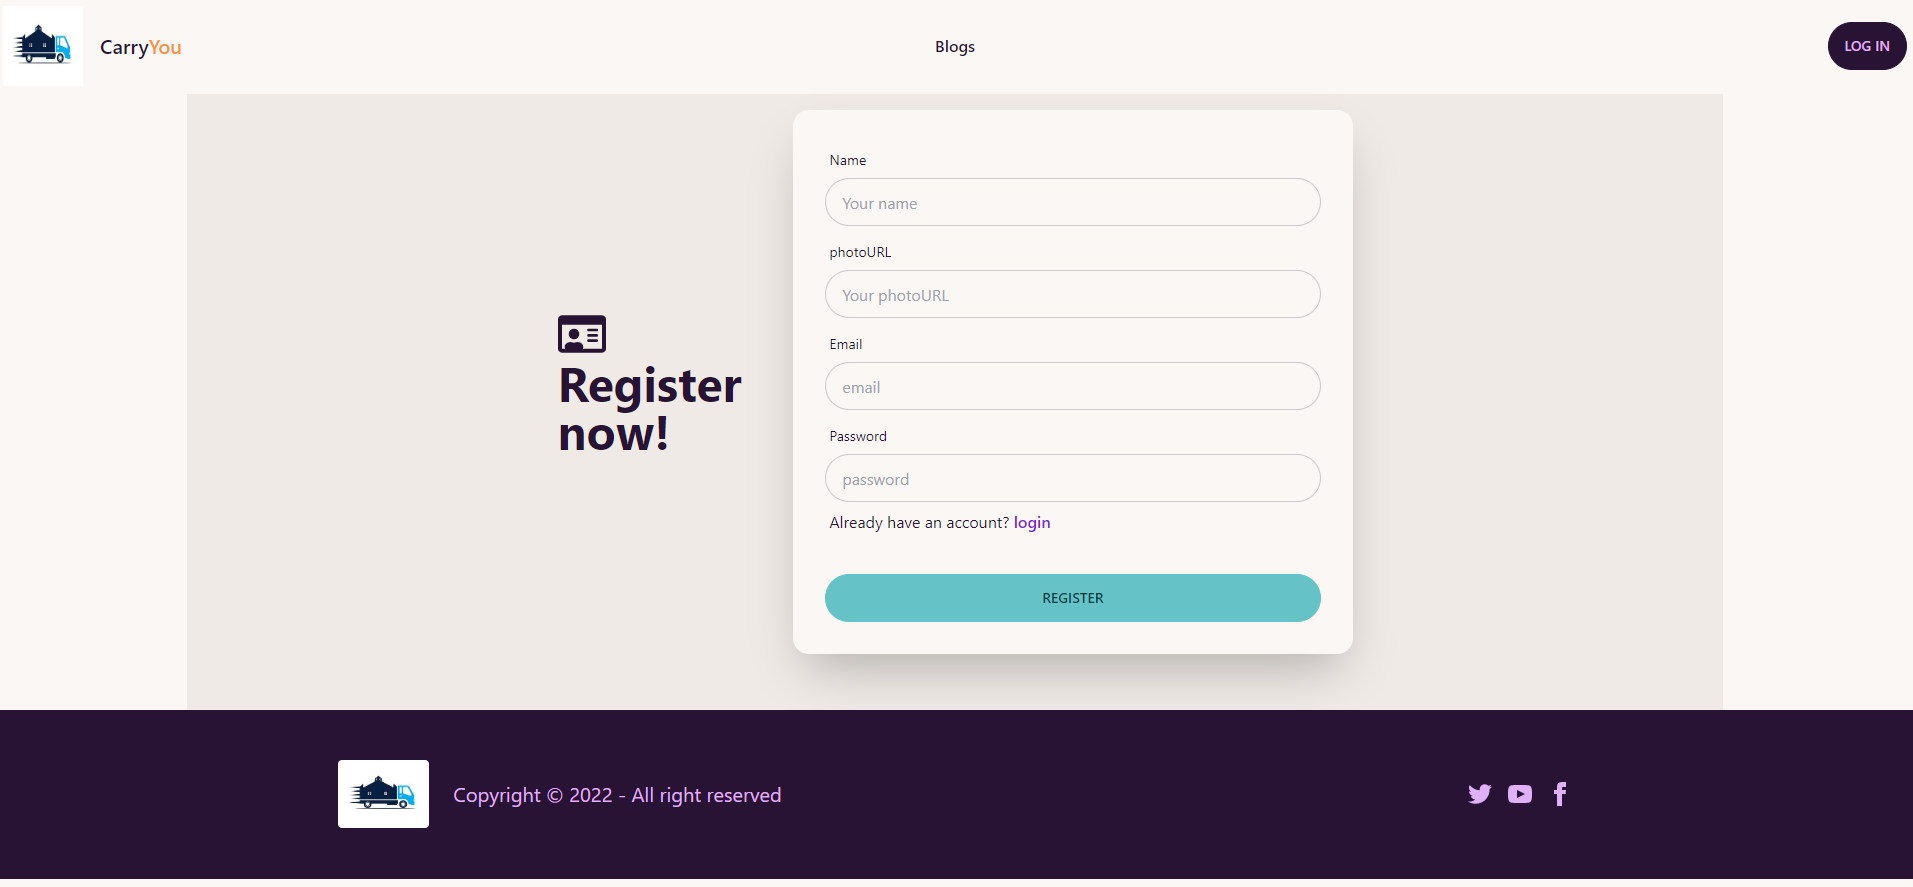 CarryYou
Blogs
LOG IN
Register
now!
Name
Your name
photoURL
Your photoURL
Email
email
Password
password
Already have an account? login
REGISTER
Copyright © 2022 - All right reserved